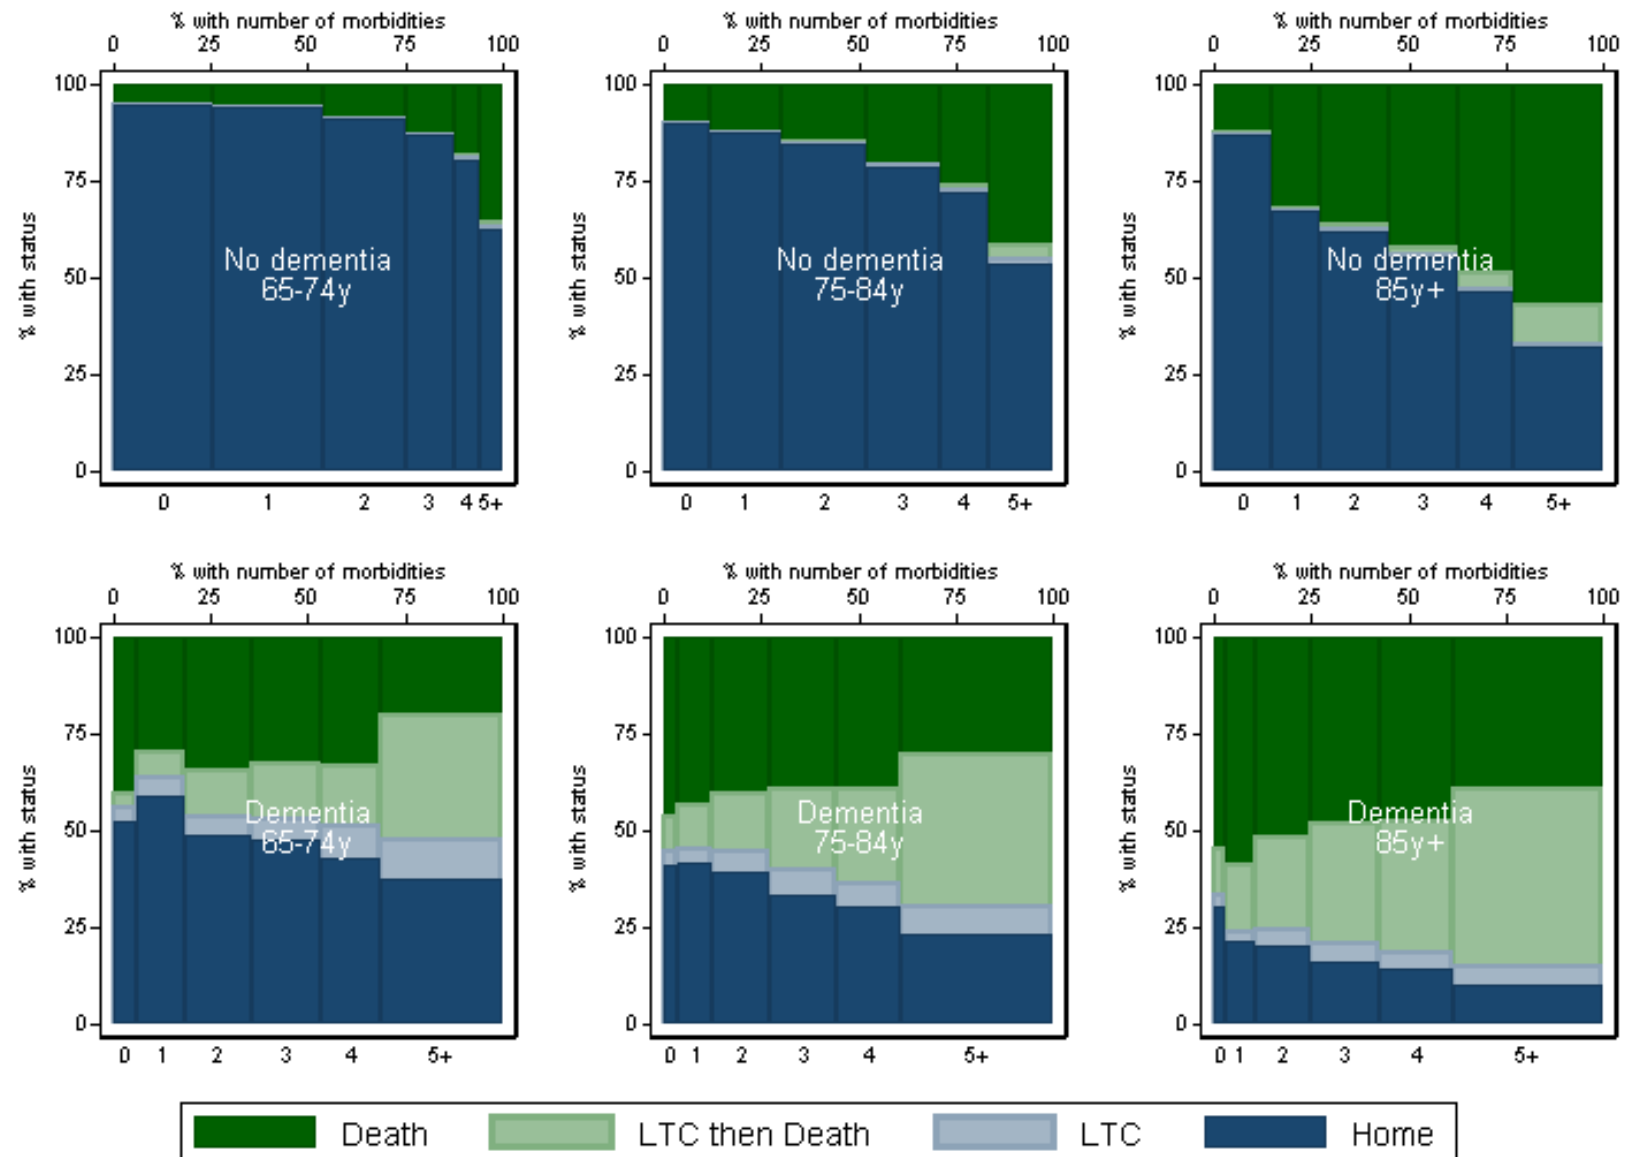 % with number of morbidities
0 25 50 75 100
% with number of morbidities
0 25 50 75 100
% with number of morbidities
0 25 50 75 100
% with status
100
75
50
25
0
No dementia
65-74y
0 1 2 3 4 5+
% with status
100
75
50
25
0
No dementia
75-84y
0 1 2 3 4 5+
% with status
100
75
50
25
0
No dementia
85y+
0 1 2 3 4 5+
% with number of morbidities
0 25 50 75 100
% with number of morbidities
0 25 50 75 100
% with number of morbidities
0 25 50 75 100
% with status
100
75
50
25
0
Dementia
65-74y
0 1 2 3 4 5+
% with status
100
75
50
25
0
Dementia
75-84y
0 1 2 3 4 5+
% with status
100
75
50
25
0
Dementia
85y+
0 1 2 3 4 5+
Death LTC then Death LTC Home